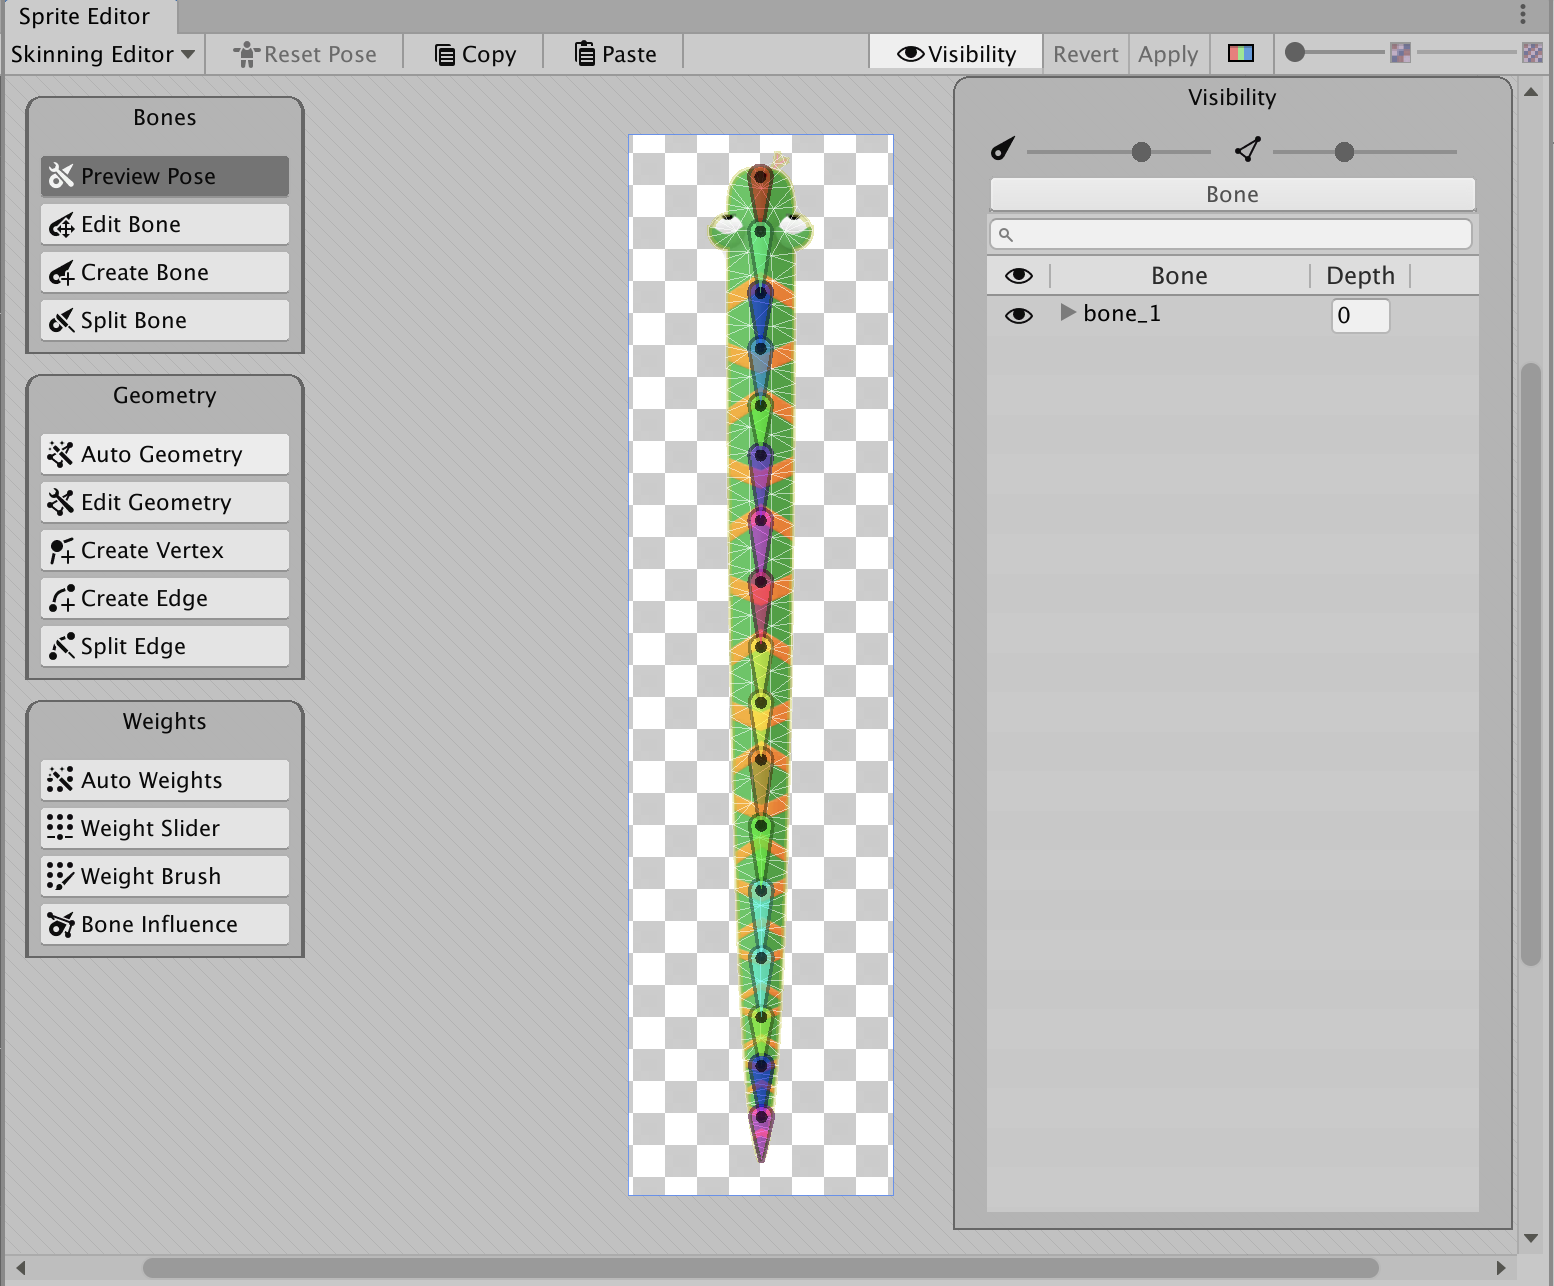 Sprite Editor
Skinning Editor Reset Pose Copy Paste Visibility Revert Apply
Bones
Preview Pose
Edit Bone
Create Bone
Split Bone
Geometry
Auto Geometry
Edit Geometry
Create Vertex
Create Edge
Split Edge
Weights
Auto Weights
Weight Slider
Weight Brush
Bone Influence
Visibility
Bone
Bone Depth
bone_1 0